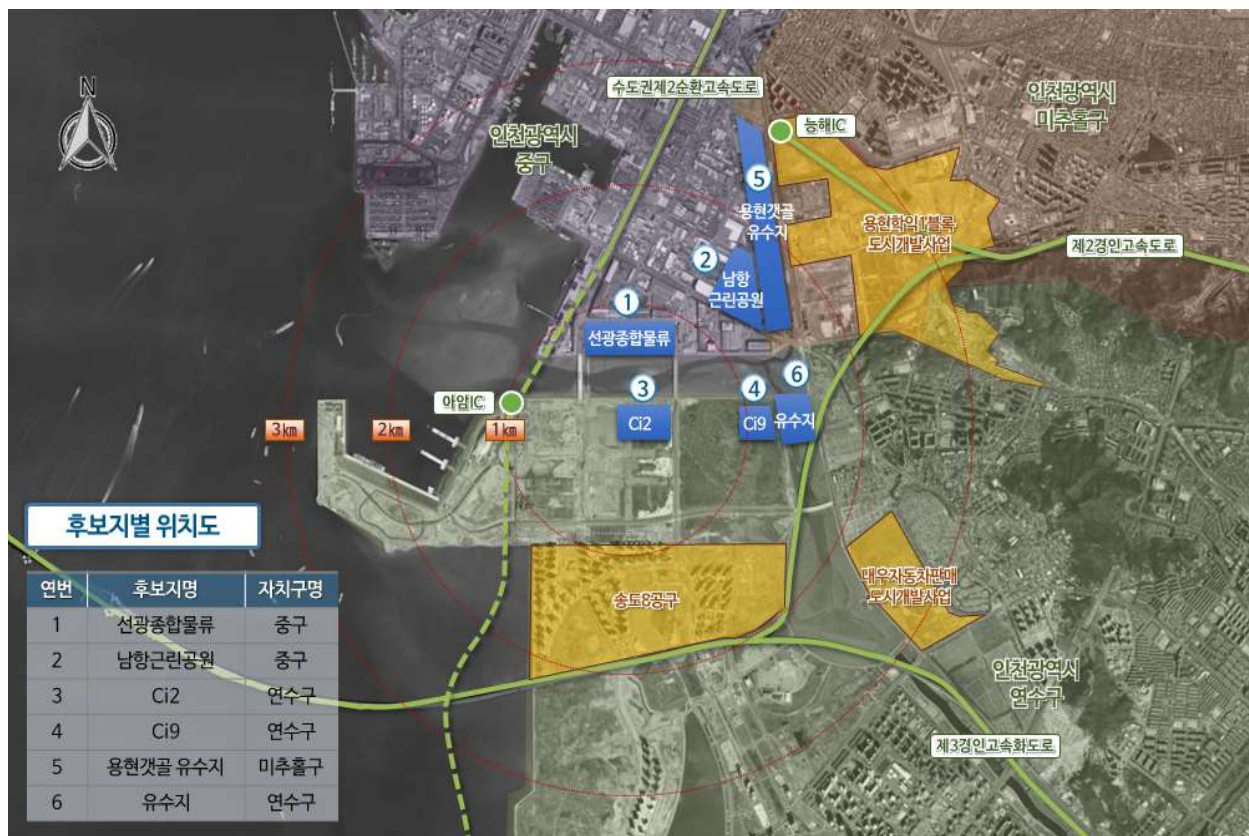 N
수도권제2순환고속도로
인천광역시
중구
능해IC
인천광역시
미추홀구
5
용현갯골
유수지
용현학익1블록
도시개발사업
제2경인고속도로
2
남항
근린공원
1
선광종합물류
아암IC
3
Ci2
4
Ci9
6
유수지
3km
2km
1km
후보지별 위치도
연번 후보지명 자치구명
1 선광종합물류 중구
2 남항근린공원 중구
3 Ci2 연수구
4 Ci9 연수구
5 용현갯골 유수지 미추홀구
6 유수지 연수구
송도8공구
대우자동차판매
도시개발사업
인천광역시
연수구
제3경인고속화도로